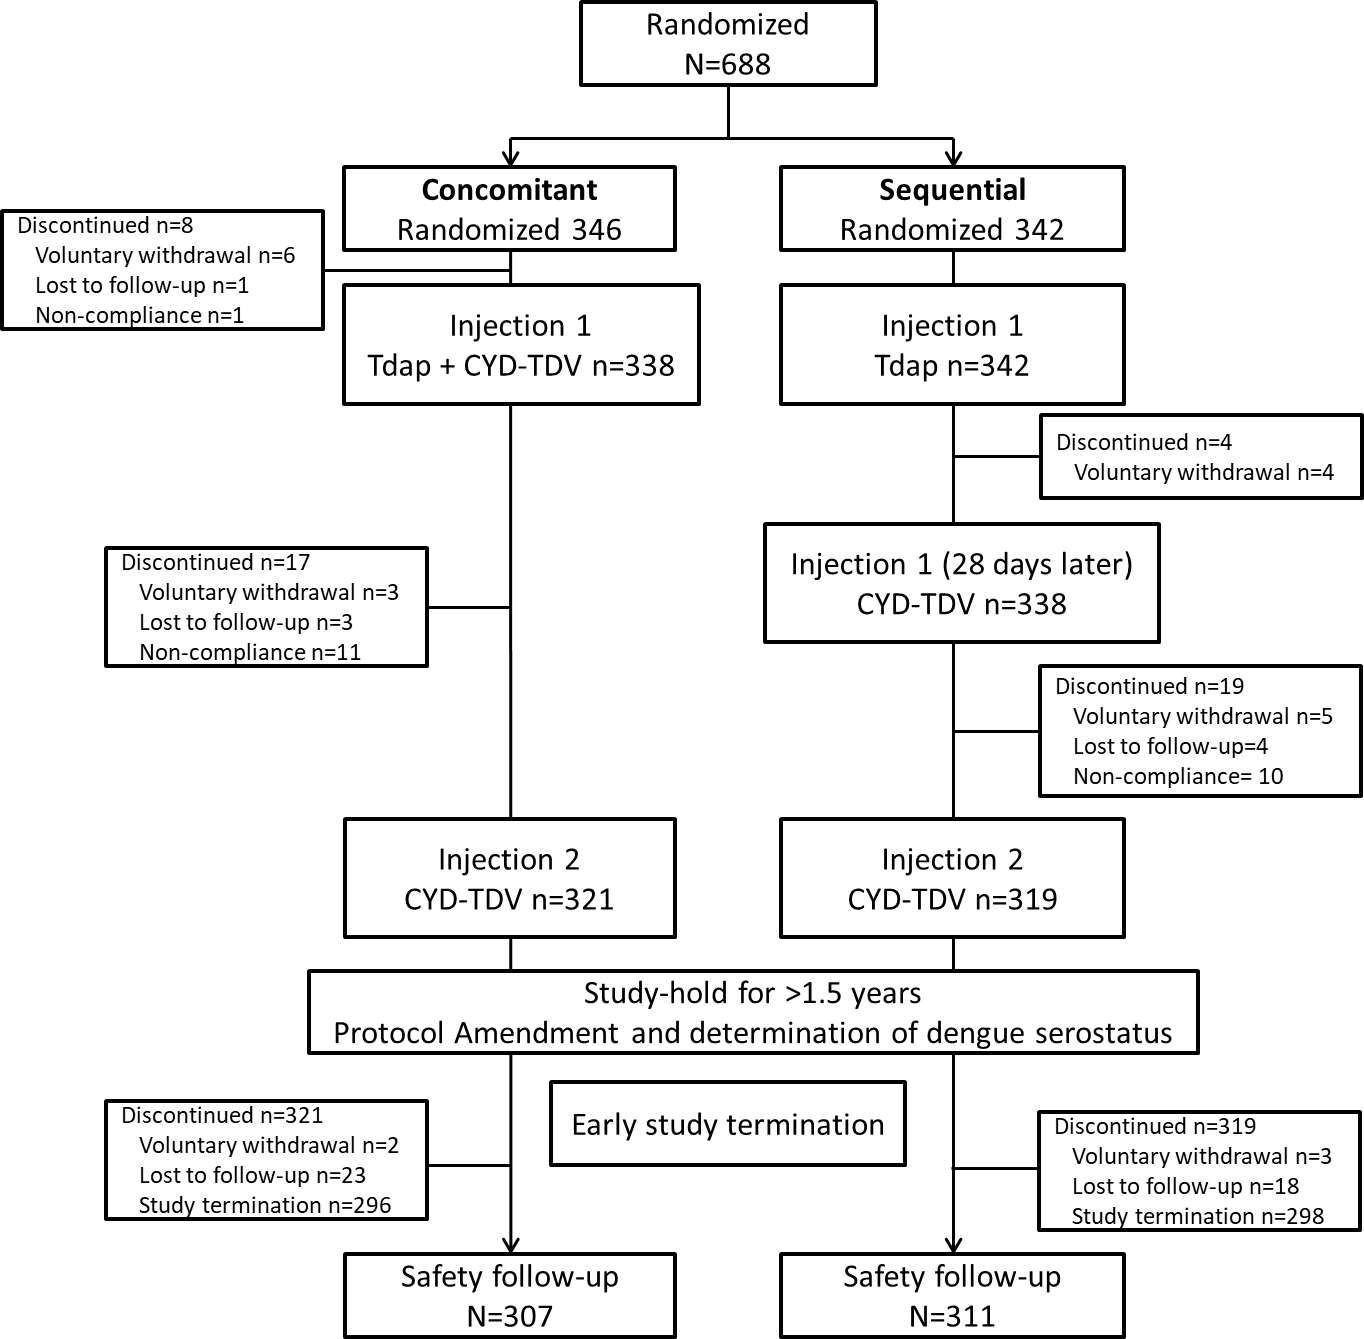 Randomized
N=688
Concomitant
Randomized 346
Sequential
Randomized 342
Discontinued n=8
Voluntary withdrawal n=6
Lost to follow-up n=1
Non-compliance n=1
Injection 1
Tdap + CYD-TDV n=338
Injection 1
Tdap n=342
Discontinued n=4
Voluntary withdrawal n=4
Injection 1 (28 days later)
CYD-TDV n=338
Discontinued n=17
Voluntary withdrawal n=3
Lost to follow-up n=3
Non-compliance n=11
Discontinued n=19
Voluntary withdrawal n=5
Lost to follow-up=4
Non-compliance= 10
Injection 2
CYD-TDV n=321
Injection 2
CYD-TDV n=319
Study-hold for >1.5 years
Protocol Amendment and determination of dengue serostatus
Early study termination
Discontinued n=321
Voluntary withdrawal n=2
Lost to follow-up n=23
Study termination n=296
Discontinued n=319
Voluntary withdrawal n=3
Lost to follow-up n=18
Study termination n=298
Safety follow-up
N=307
Safety follow-up
N=311